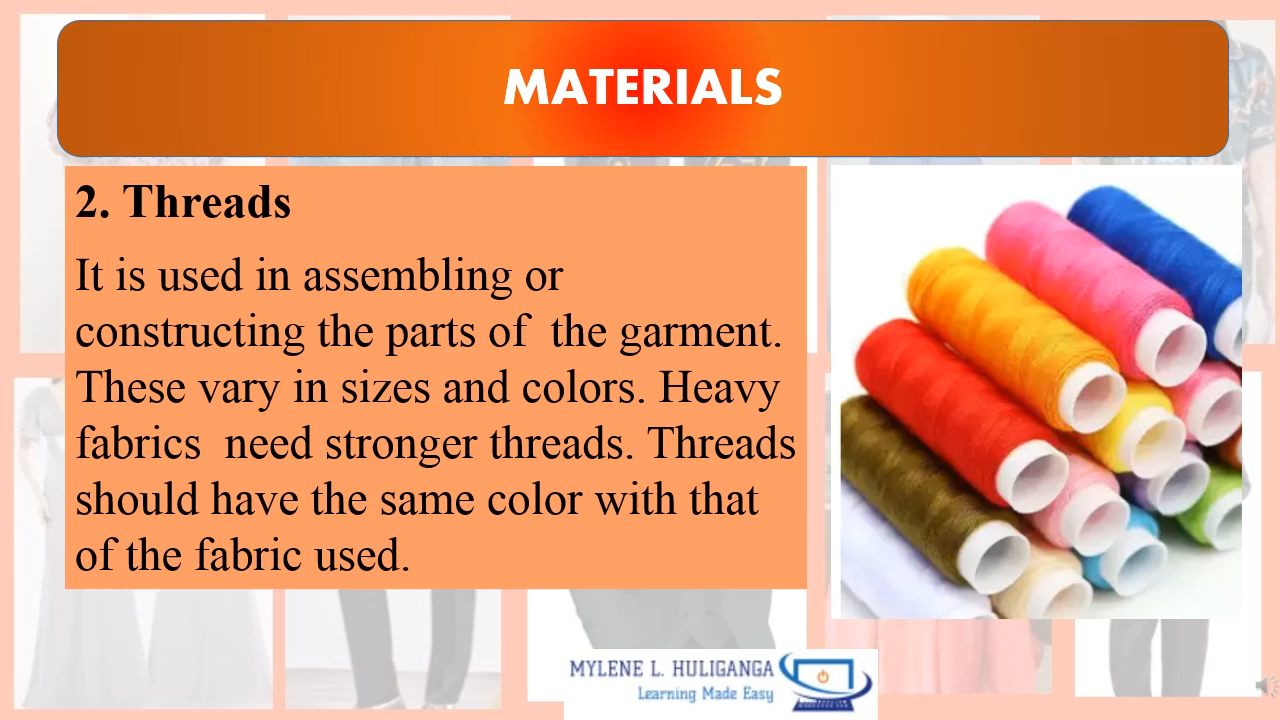 MATERIALS
2. Threads
It is used in assembling or
constructing the parts of  the garment.
These vary in sizes and colors. Heavy
fabrics  need stronger threads. Threads
should have the same color with that
of the fabric used.
MYLENE L. HULIGANGA
Learning Made Easy